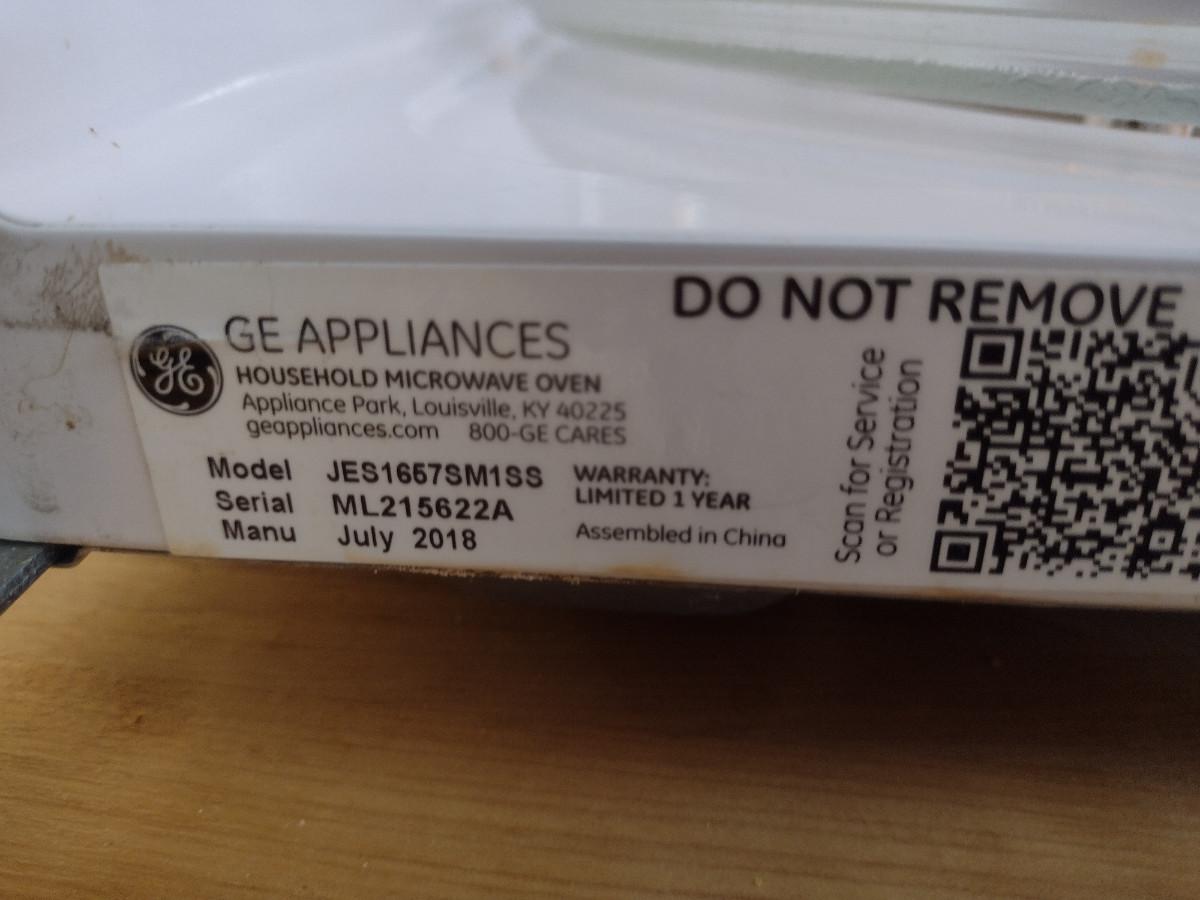 DO NOT REMOVE
GE
GE APPLIANCES
HOUSEHOLD MICROWAVE OVEN
Appliance Park, Louisville, KY 40225
geappliances.com 800-GE CARES
Model JES1657SM1SS
Serial ML215622A
Manu July 2018
WARRANTY:
LIMITED 1 YEAR
Assembled in China
Scan for Service
or Registration